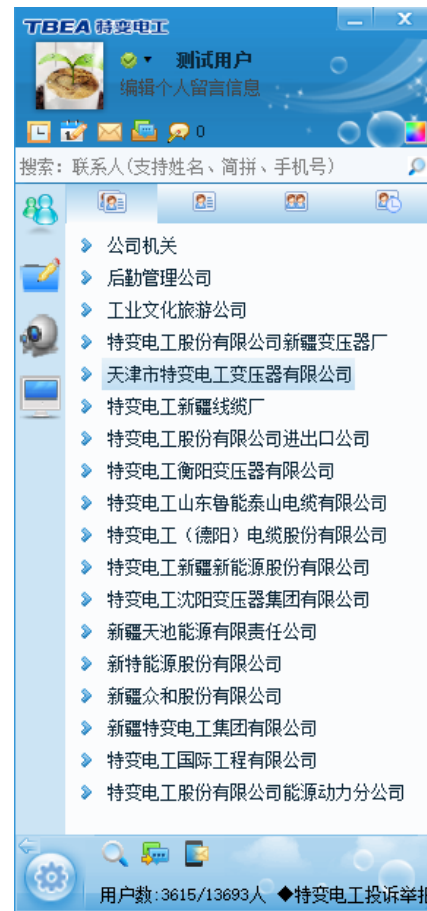 TBEA 特变电工
测试用户
编辑个人留言信息
0
搜索: 联系人(支持姓名、简拼、手机号)
公司机关
后勤管理公司
工业文化旅游公司
特变电工股份有限公司新疆变压器厂
天津市特变电工变压器有限公司
特变电工新疆线缆厂
特变电工股份有限公司进出口公司
特变电工衡阳变压器有限公司
特变电工山东鲁能泰山电缆有限公司
特变电工（德阳）电缆股份有限公司
特变电工新疆新能源股份有限公司
特变电工沈阳变压器集团有限公司
新疆天池能源有限责任公司
新特能源股份有限公司
新疆众和股份有限公司
新疆特变电工集团有限公司
特变电工国际工程有限公司
特变电工股份有限公司能源动力分公司
用户数:3615/13693人 ◆特变电工投诉举报